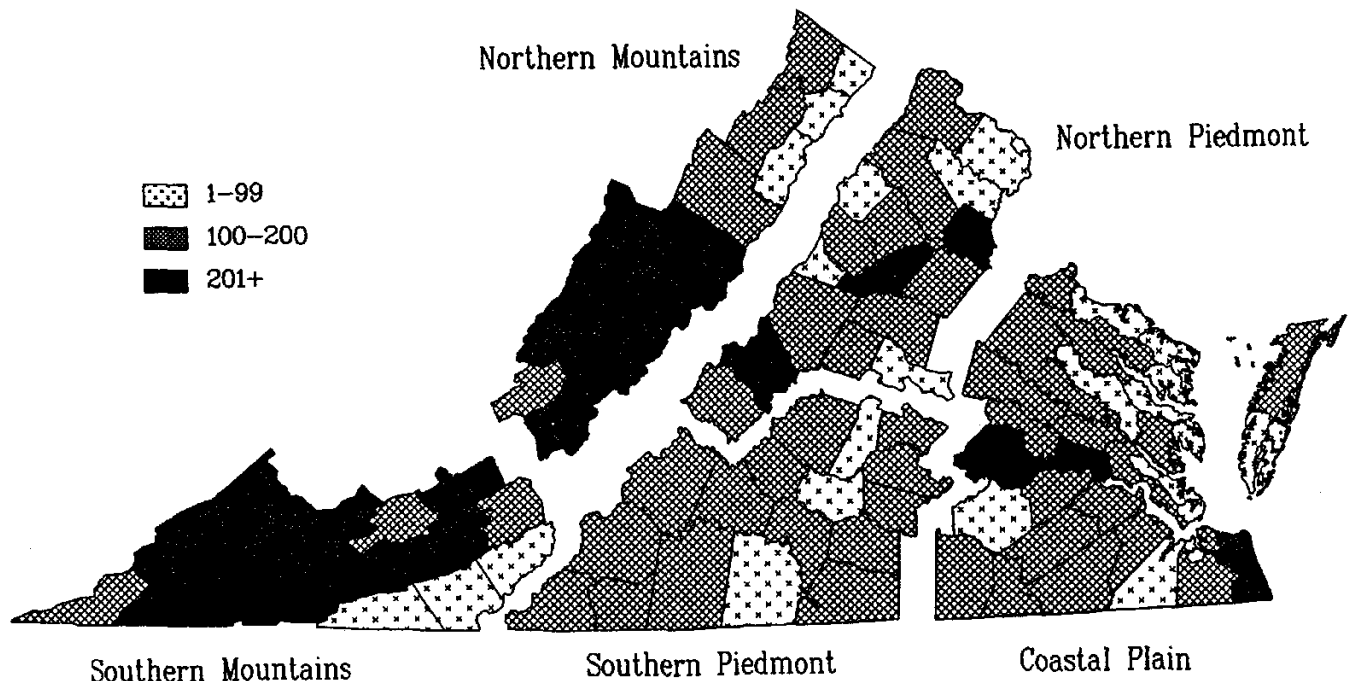 Northern Mountains
Northern Piedmont
1-99
100-200
201+
Southern Mountains
Southern Piedmont
Coastal Plain